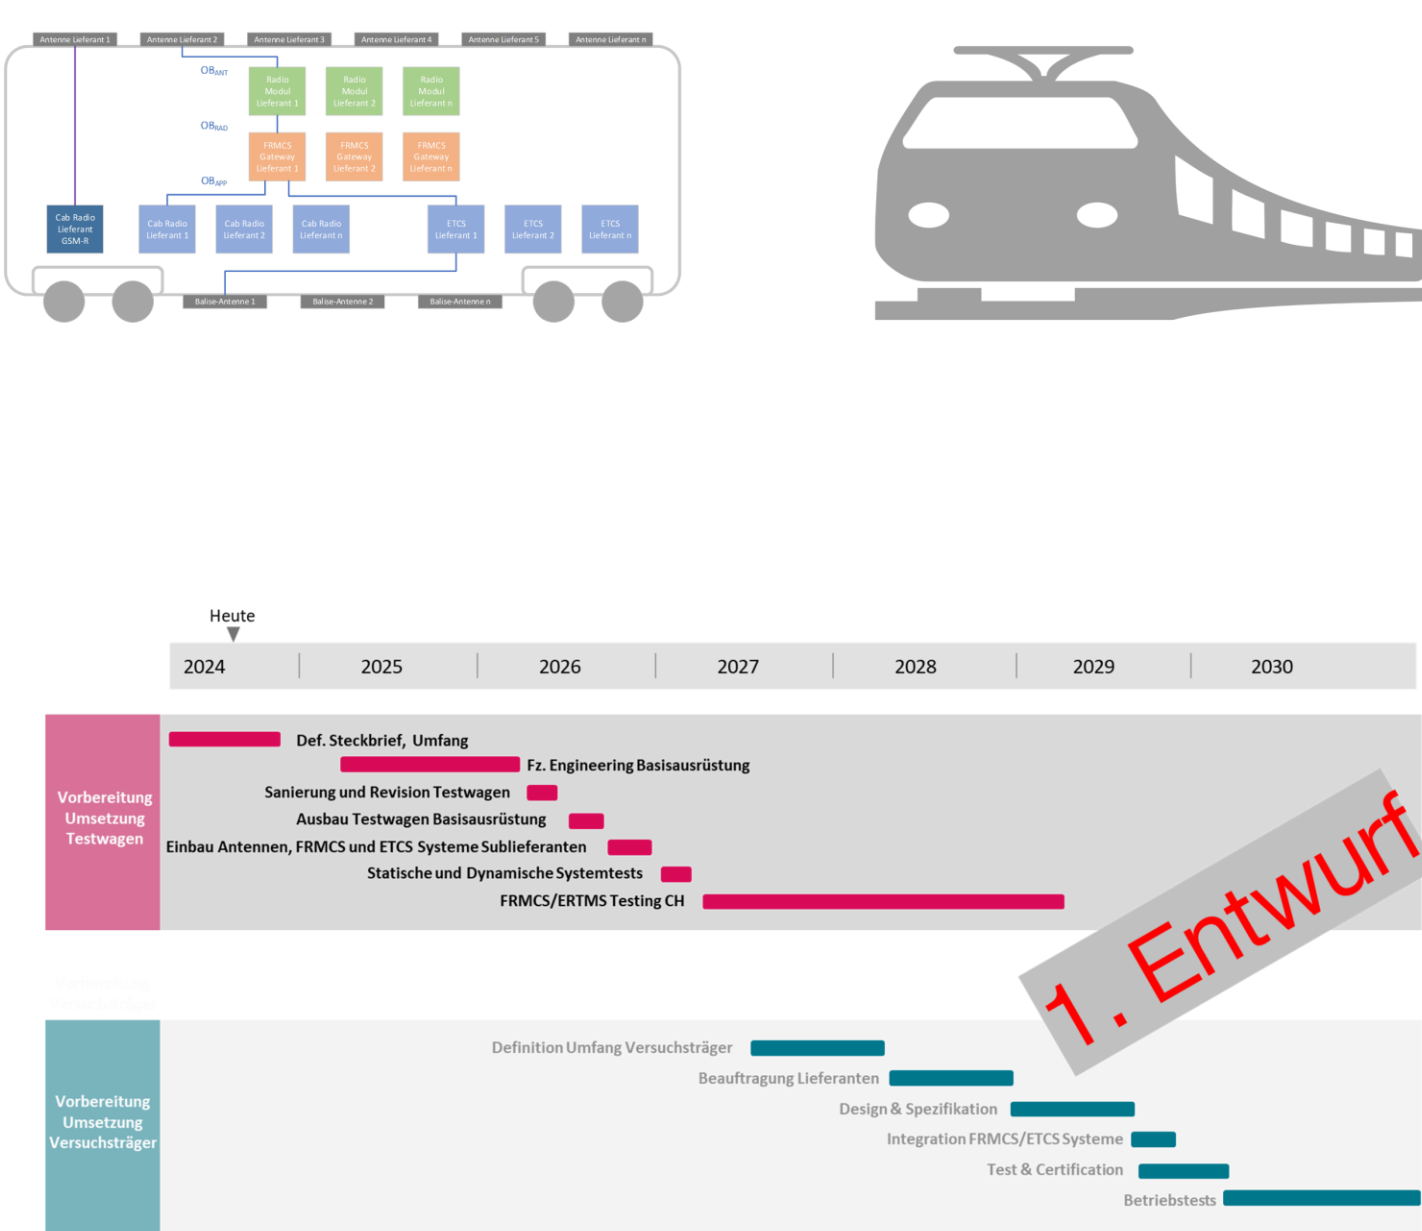 Antenne Lieferant 1
Antenne Lieferant 2
Antenne Lieferant 3
Antenne Lieferant 4
Antenne Lieferant 5
Antenne Lieferant n
OBANT
Radio
Modul
Lieferant 1
Radio
Modul
Lieferant 2
Radio
Modul
Lieferant n
OBRAD
FRMCS
Gateway
Lieferant 1
FRMCS
Gateway
Lieferant 2
FRMCS
Gateway
Lieferant n
OBAPP
Cab Radio
Lieferant
GSM-R
Cab Radio
Lieferant 1
Cab Radio
Lieferant 2
Cab Radio
Lieferant n
ETCS
Lieferant 1
ETCS
Lieferant 2
ETCS
Lieferant n
Balise-Antenne 1
Balise-Antenne 2
Balise-Antenne n
Heute
2024
2025
2026
2027
2028
2029
2030
Vorbereitung
Umsetzung
Testwagen
Def. Steckbrief, Umfang
Fz. Engineering Basisausrüstung
Sanierung und Revision Testwagen
Ausbau Testwagen Basisausrüstung
Einbau Antennen, FRMCS und ETCS Systeme Sublieferanten
Statische und Dynamische Systemtests
FRMCS/ERTMS Testing CH
1. Entwurf
Vorbereitung
Umsetzung
Versuchsträger
Definition Umfang Versuchsträger
Beauftragung Lieferanten
Design & Spezifikation
Integration FRMCS/ETCS Systeme
Test & Certification
Betriebstests